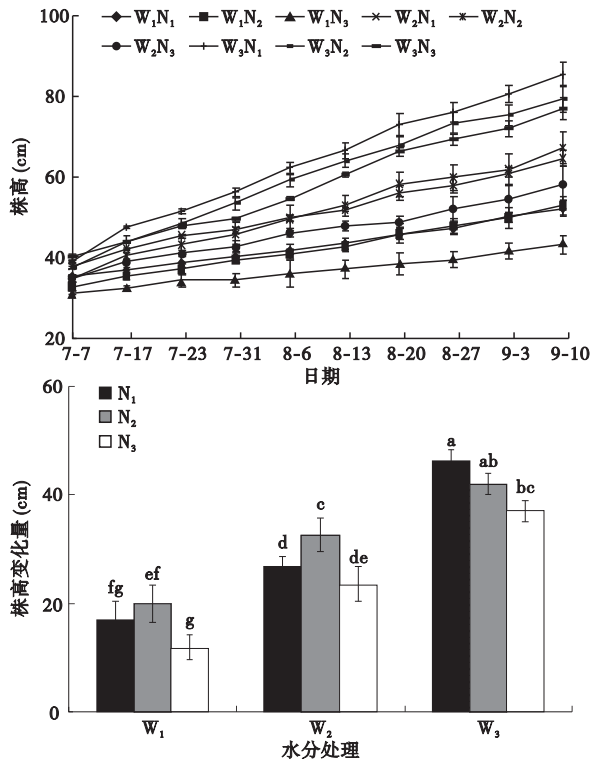 100
80
60
40
20
株高(cm)
W₁N₁ W₁N₂ W₁N₃ W₂N₁ W₂N₂
W₂N₃ W₃N₁ W₃N₂ W₃N₃
7-7 7-17 7-23 7-31 8-6 8-13 8-20 8-27 9-3 9-10
日期
60
40
20
0
株高变化量(cm)
N₁
N₂
N₃
fg ef g d c de a ab bc
W₁ W₂ W₃
水分处理